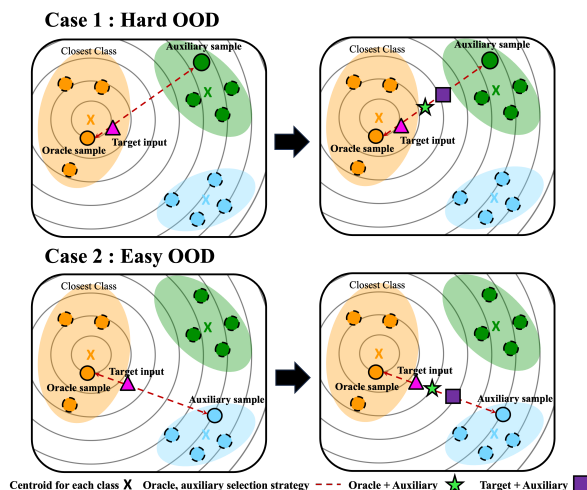 Case 1 : Hard OOD
Closest Class
Auxiliary sample
X
X
Oracle sample
Target input
X
Closest Class
Auxiliary sample
X
X
Oracle sample
Target input
X
Case 2 : Easy OOD
Closest Class
X
X
Target input
Oracle sample
Auxiliary sample
X
Closest Class
X
X
Target input
Oracle sample
Auxiliary sample
X
Centroid for each class X Oracle, auxiliary selection strategy Oracle + Auxiliary Target + Auxiliary